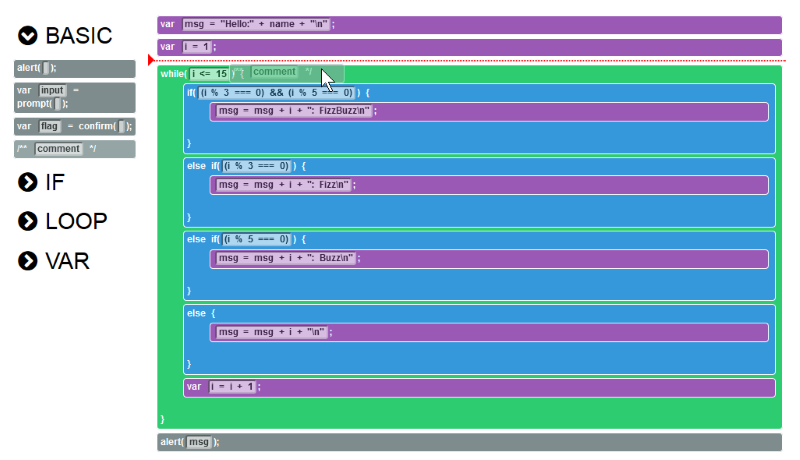 BASIC
alert( );
var input =
prompt( );
var flag = confirm( );
/** comment */
IF
LOOP
VAR
var msg = "Hello:" + name + "\n" ;
var i = 1 ;
while( i <= 15 ) {
/** comment */
if( (i % 3 === 0) && (i % 5 === 0) ) {
msg = msg + i + ": FizzBuzz\n" ;
}
else if( (i % 3 === 0) ) {
msg = msg + i + ": Fizz\n" ;
}
else if( (i % 5 === 0) ) {
msg = msg + i + ": Buzz\n" ;
}
else {
msg = msg + i + "\n" ;
}
var i = i + 1 ;
}
alert( msg );